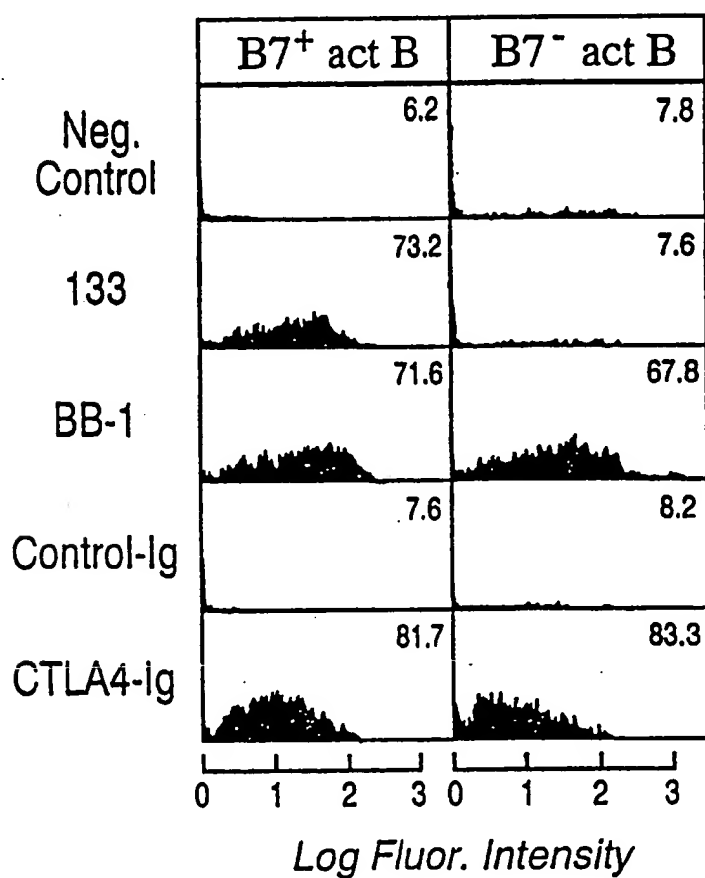 B7⁺ act B B7⁻ act B
Neg. Control 6.2 7.8
133 73.2 7.6
BB-1 71.6 67.8
Control-Ig 7.6 8.2
CTLA4-Ig 81.7 83.3
0 1 2 3 0 1 2 3
Log Fluor. Intensity